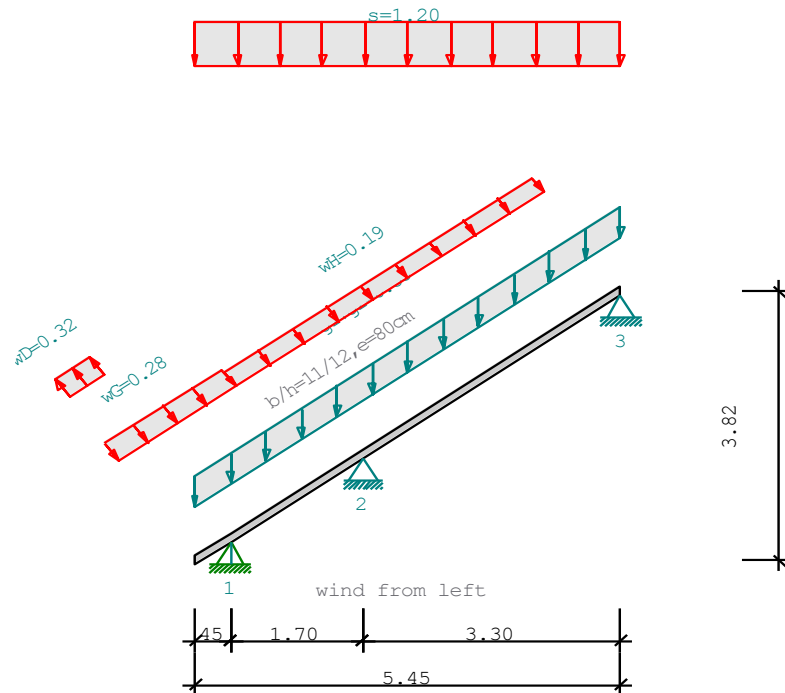 s=1.20
wH=0.19
wD=0.32
wG=0.28
b/h=11/12,e=80cm
3
3.82
2
1
wind from left
45
1.70
3.30
5.45